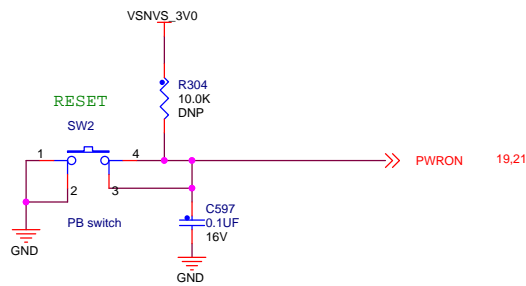 VSNVS_3V0
R304
10.0K
DNP
RESET
SW2
1
4
2
3
PWRON
19,21
PB switch
C597
0.1UF
16V
GND
GND